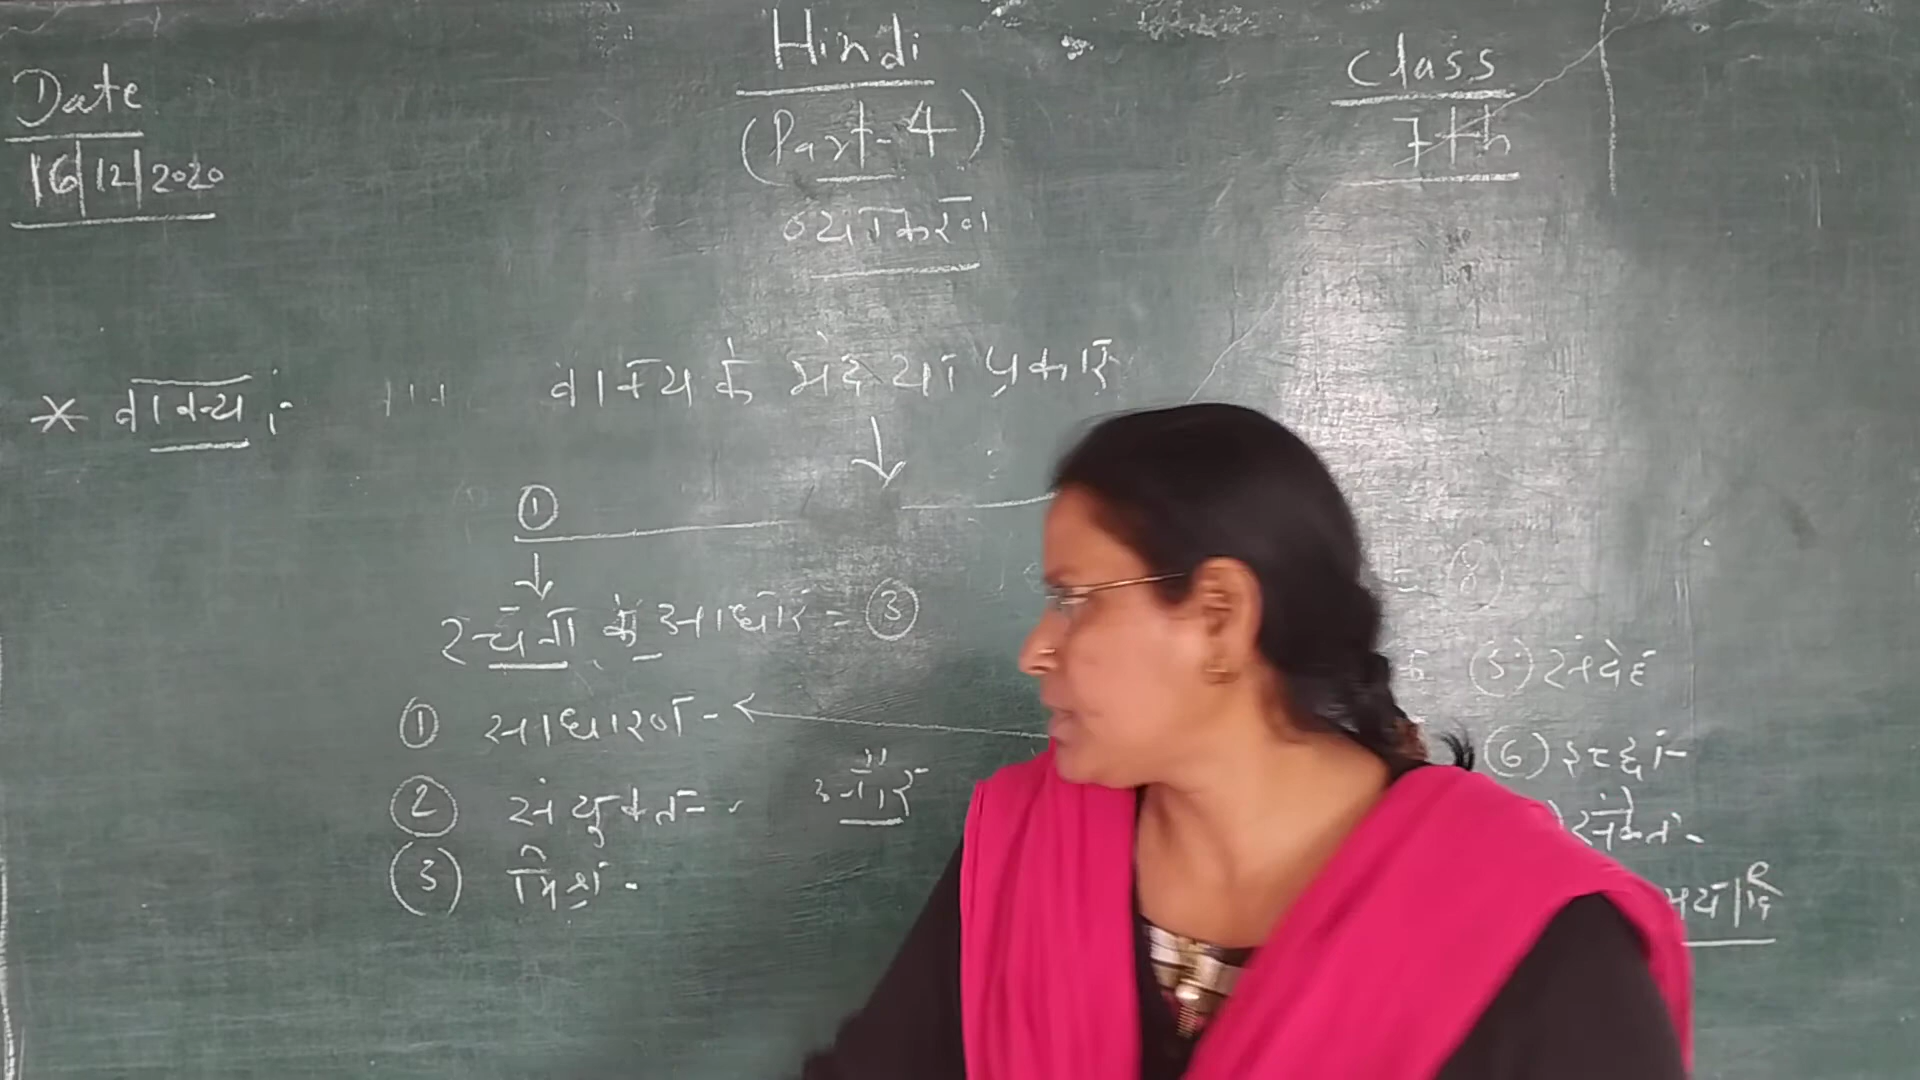 Hindi
Class
Date
(Part-4)
7th
16|12|2020
व्याकरण
* वाक्य :-
वाक्य के भेद या प्रकार
①
रचना के आधार = ③
= ⑧
① साधारण -
(5) संदेह
② संयुक्त -
और
(6) इच्छा -
③ मिश्र -
संकेत -